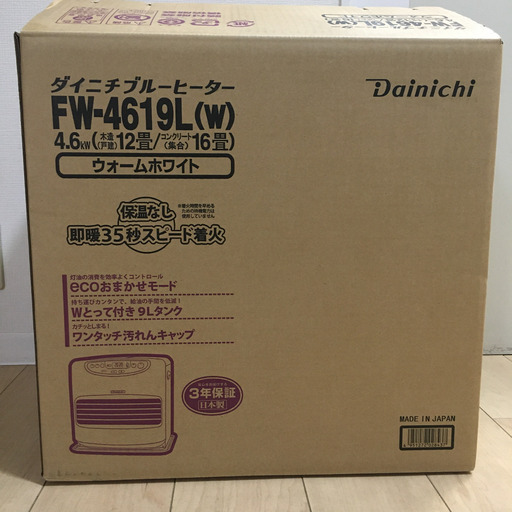 ダイニチブルーヒーター
Dainichi
FW-4619L(W)
4.6kW(木造(戸建)12畳/コンクリート(集合)16畳)
ウォームホワイト
保温なし
即暖35秒スピード着火
灯油の消費を効率よくコントロール
ecoおまかせモード
持ち運びカンタンで、給油の手間を低減!
Wとって付き9Lタンク
カチッとしまる!
ワンタッチ汚れんキャップ
3年保証
日本製
MADE IN JAPAN